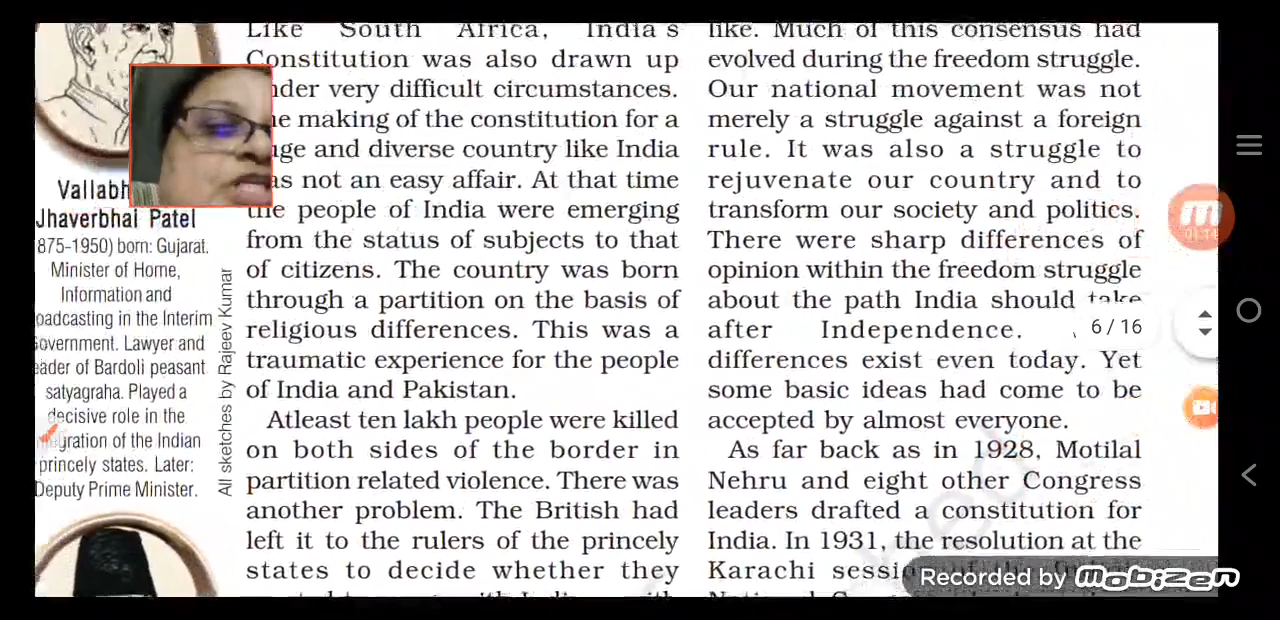 Vallabh
Jhaverbhai Patel
1875-1950) born: Gujarat.
Minister of Home,
Information and
oadcasting in the Interim
Government. Lawyer and
eader of Bardoli peasant
satyagraha. Played a
decisive role in the
gration of the Indian
princely states. Later:
Deputy Prime Minister.
All sketches by Rajeev Kumar
Like South Africa, India's
Constitution was also drawn up
under very difficult circumstances.
he making of the constitution for a
uge and diverse country like India
as not an easy affair. At that time
the people of India were emerging
from the status of subjects to that
of citizens. The country was born
through a partition on the basis of
religious differences. This was a
traumatic experience for the people
of India and Pakistan.
Atleast ten lakh people were killed
on both sides of the border in
partition related violence. There was
another problem. The British had
left it to the rulers of the princely
states to decide whether they
like. Much of this consensus had
evolved during the freedom struggle.
Our national movement was not
merely a struggle against a foreign
rule. It was also a struggle to
rejuvenate our country and to
transform our society and politics.
There were sharp differences of
opinion within the freedom struggle
about the path India should take
after Independence.
differences exist even today. Yet
some basic ideas had come to be
accepted by almost everyone.
As far back as in 1928, Motilal
Nehru and eight other Congress
leaders drafted a constitution for
India. In 1931, the resolution at the
Karachi sessi
01:14
6 / 16
Recorded by mobizen